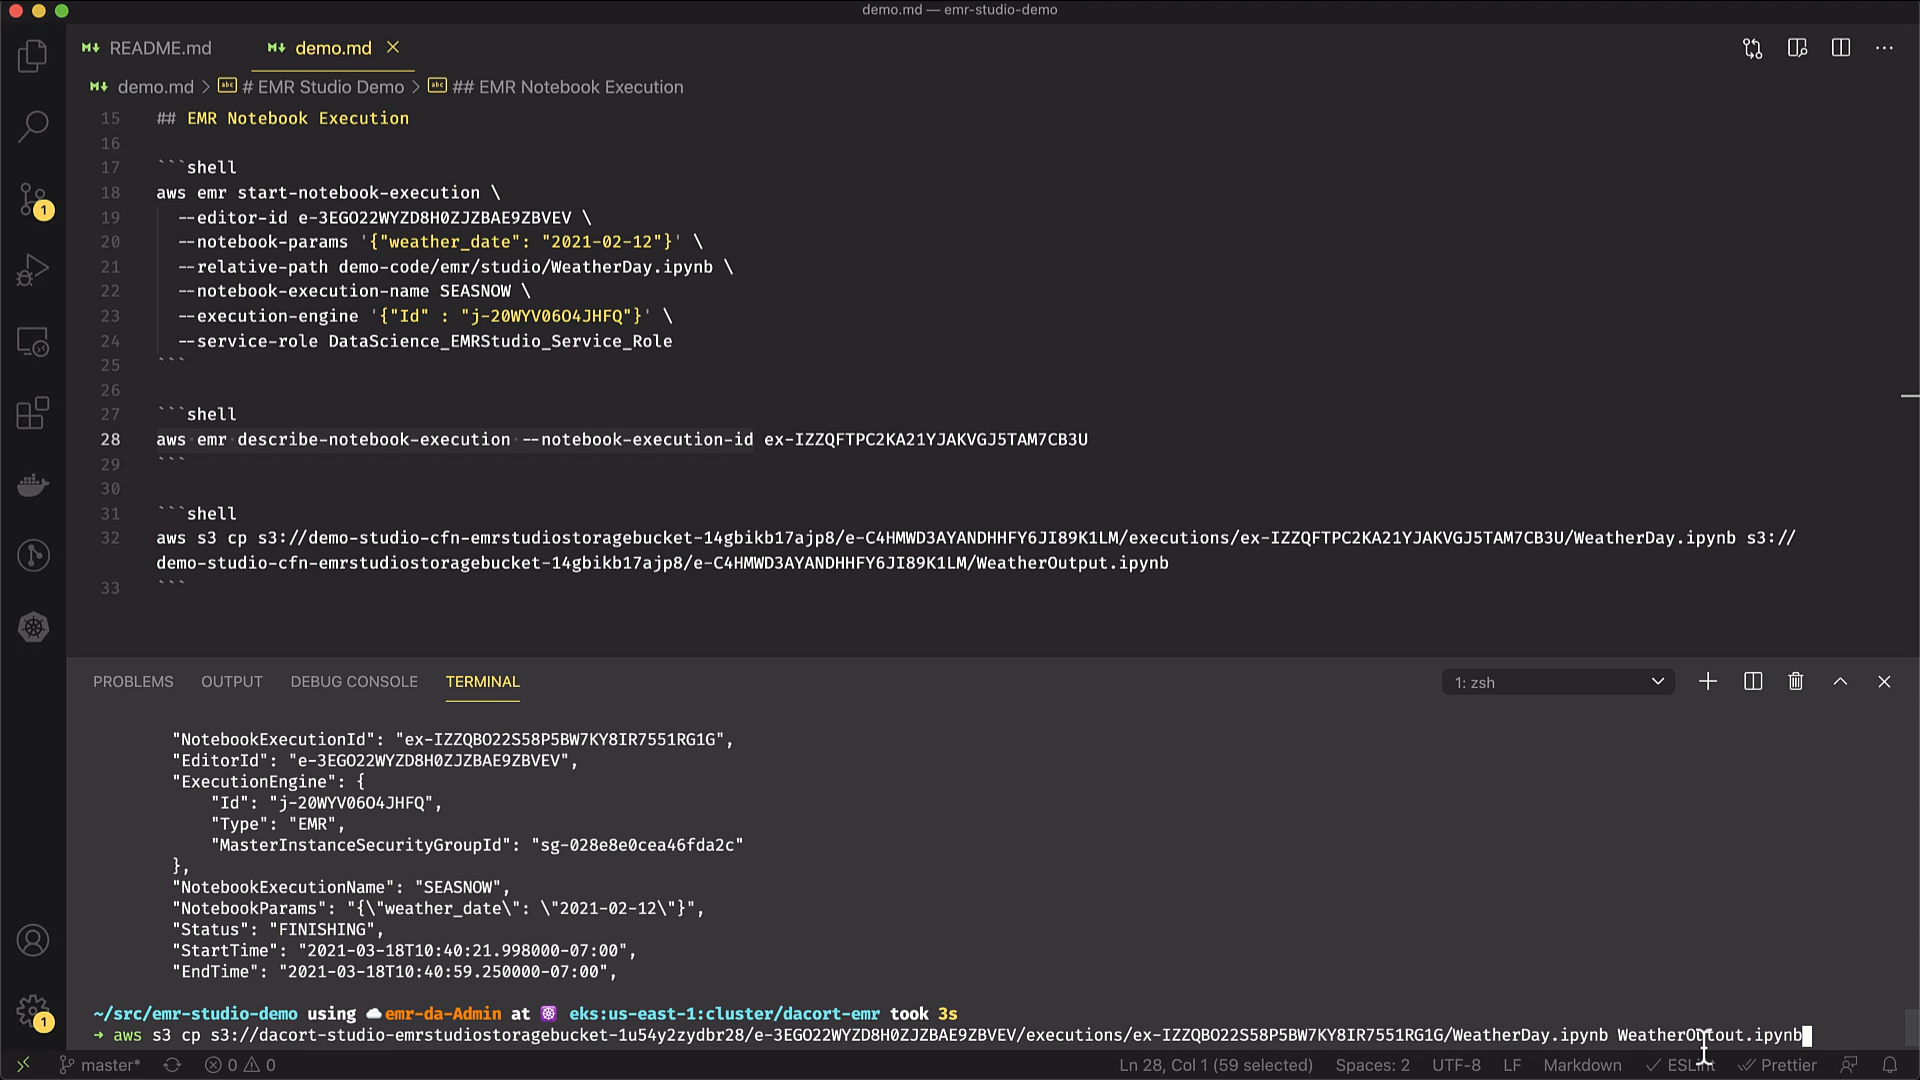 demo.md — emr-studio-demo
README.md
demo.md
demo.md > # EMR Studio Demo > ## EMR Notebook Execution
15 ## EMR Notebook Execution
16
17 ```shell
18 aws emr start-notebook-execution \
19 --editor-id e-3EGO22WYZD8H0ZJZBAE9ZBVEV \
20 --notebook-params '{"weather_date": "2021-02-12"}' \
21 --relative-path demo-code/emr/studio/WeatherDay.ipynb \
22 --notebook-execution-name SEASNOW \
23 --execution-engine '{"Id" : "j-20WYV06O4JHFQ"}' \
24 --service-role DataScience_EMRStudio_Service_Role
25 ```
26
27 ```shell
28 aws emr describe-notebook-execution --notebook-execution-id ex-IZZQFTPC2KA21YJAKVGJ5TAM7CB3U
29 ```
30
31 ```shell
32 aws s3 cp s3://demo-studio-cfn-emrstudiostoragebucket-14gbikb17ajp8/e-C4HMWD3AYANDHHFY6JI89K1LM/executions/ex-IZZQFTPC2KA21YJAKVGJ5TAM7CB3U/WeatherDay.ipynb s3://
demo-studio-cfn-emrstudiostoragebucket-14gbikb17ajp8/e-C4HMWD3AYANDHHFY6JI89K1LM/WeatherOutput.ipynb
33 ```
PROBLEMS OUTPUT DEBUG CONSOLE TERMINAL
1: zsh
"NotebookExecutionId": "ex-IZZQBO22S58P5BW7KY8IR7551RG1G",
"EditorId": "e-3EGO22WYZD8H0ZJZBAE9ZBVEV",
"ExecutionEngine": {
"Id": "j-20WYV06O4JHFQ",
"Type": "EMR",
"MasterInstanceSecurityGroupId": "sg-028e8e0cea46fda2c"
},
"NotebookExecutionName": "SEASNOW",
"NotebookParams": "{\"weather_date\": \"2021-02-12\"}",
"Status": "FINISHING",
"StartTime": "2021-03-18T10:40:21.998000-07:00",
"EndTime": "2021-03-18T10:40:59.250000-07:00",
~/src/emr-studio-demo using emr-da-Admin at eks:us-east-1:cluster/dacort-emr took 3s
➜ aws s3 cp s3://dacort-studio-emrstudiostoragebucket-1u54y2zydbr28/e-3EGO22WYZD8H0ZJZBAE9ZBVEV/executions/ex-IZZQBO22S58P5BW7KY8IR7551RG1G/WeatherDay.ipynb
master* 0 0 Ln 28, Col 1 (59 selected) Spaces: 2 UTF-8 LF Markdown ESLint Prettier
1
1